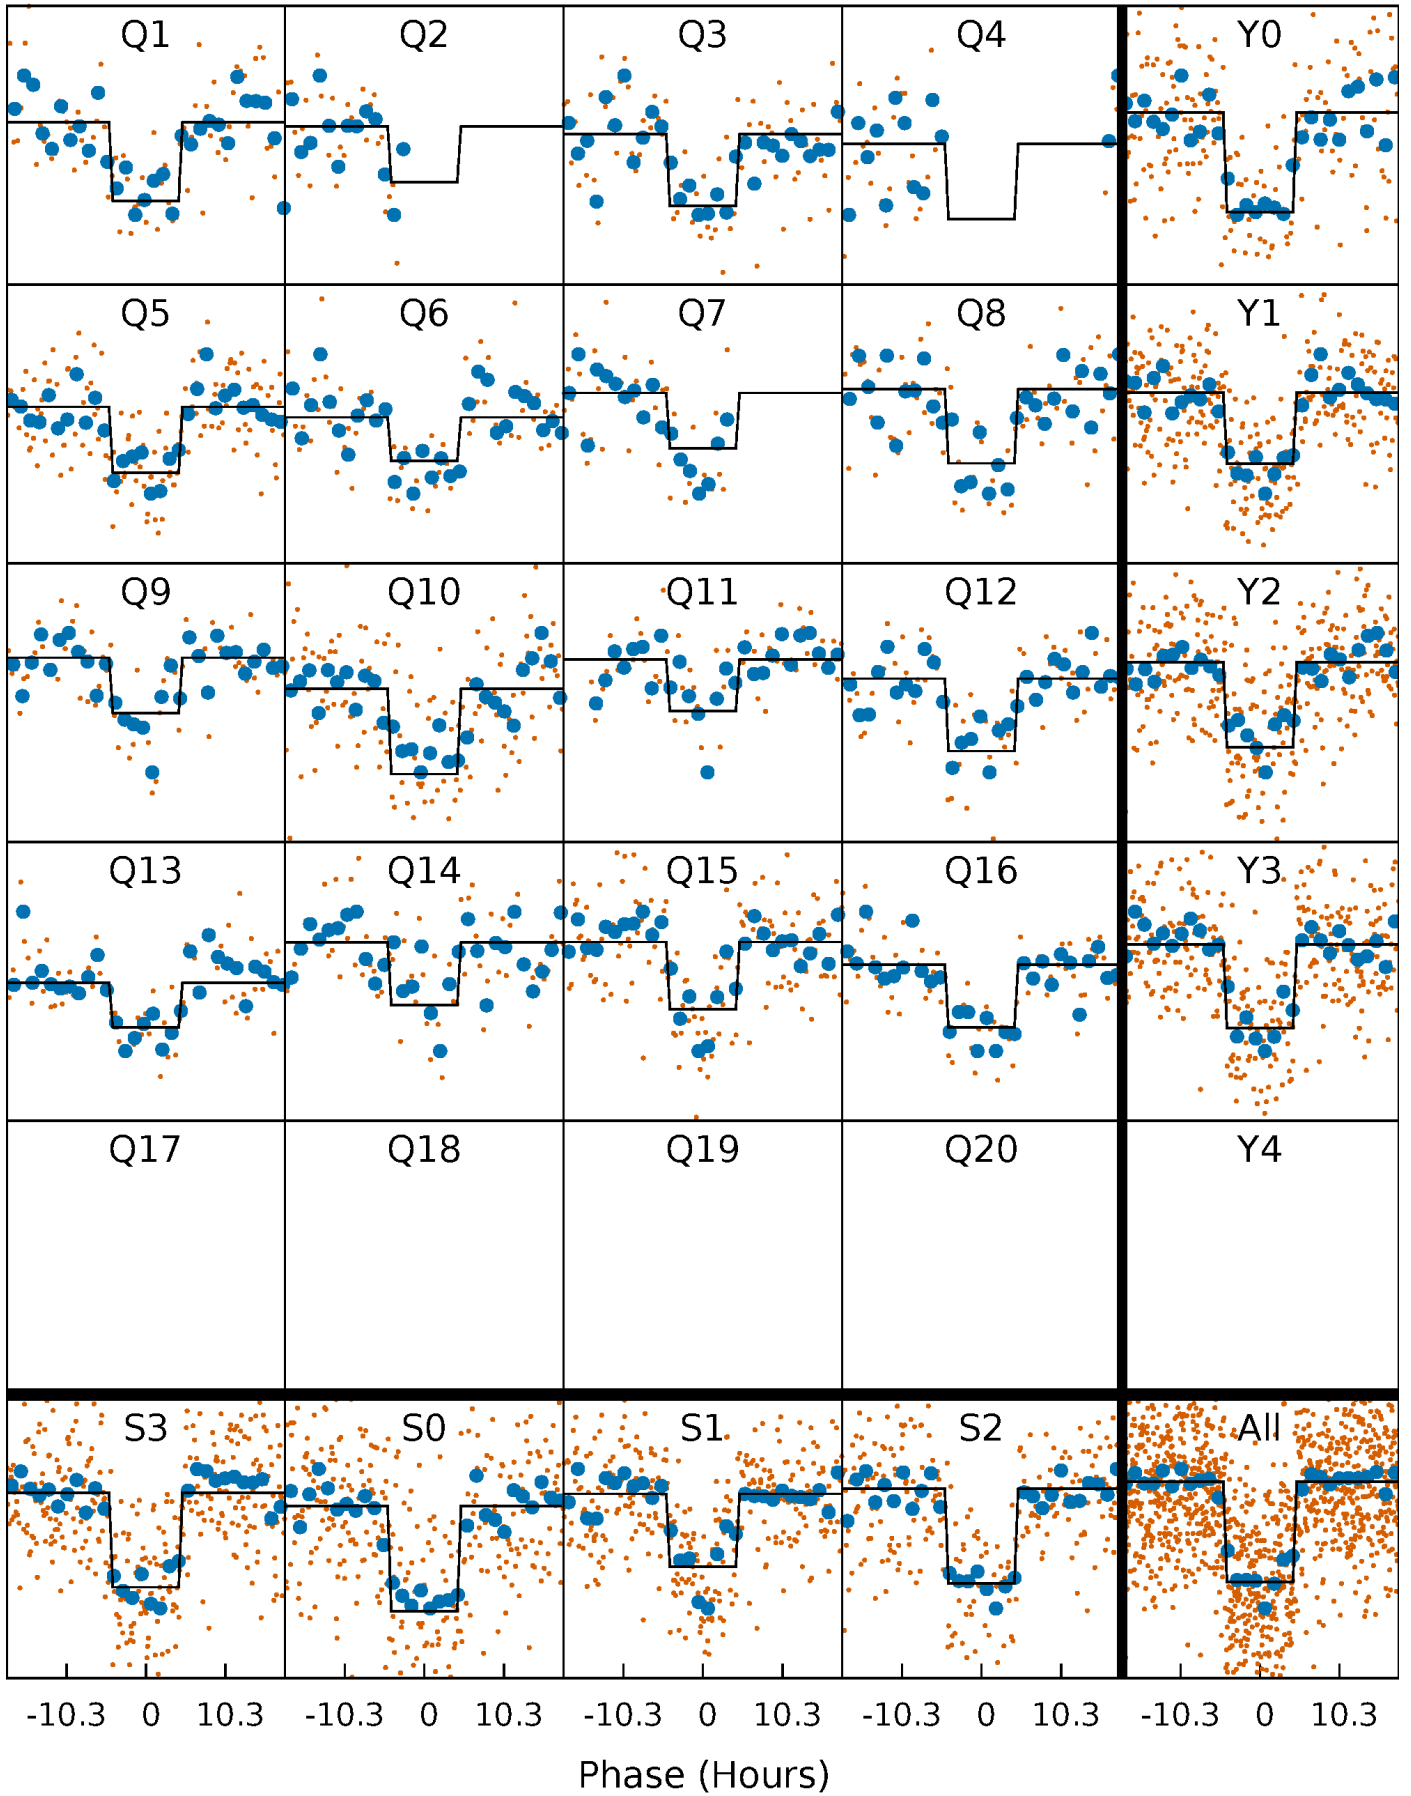 Q1 Q2 Q3 Q4 Y0
Q5 Q6 Q7 Q8 Y1
Q9 Q10 Q11 Q12 Y2
Q13 Q14 Q15 Q16 Y3
Q17 Q18 Q19 Q20 Y4
S3 S0 S1 S2 All
-10.3 0 10.3 -10.3 0 10.3 -10.3 0 10.3 -10.3 0 10.3 -10.3 0 10.3
Phase (Hours)